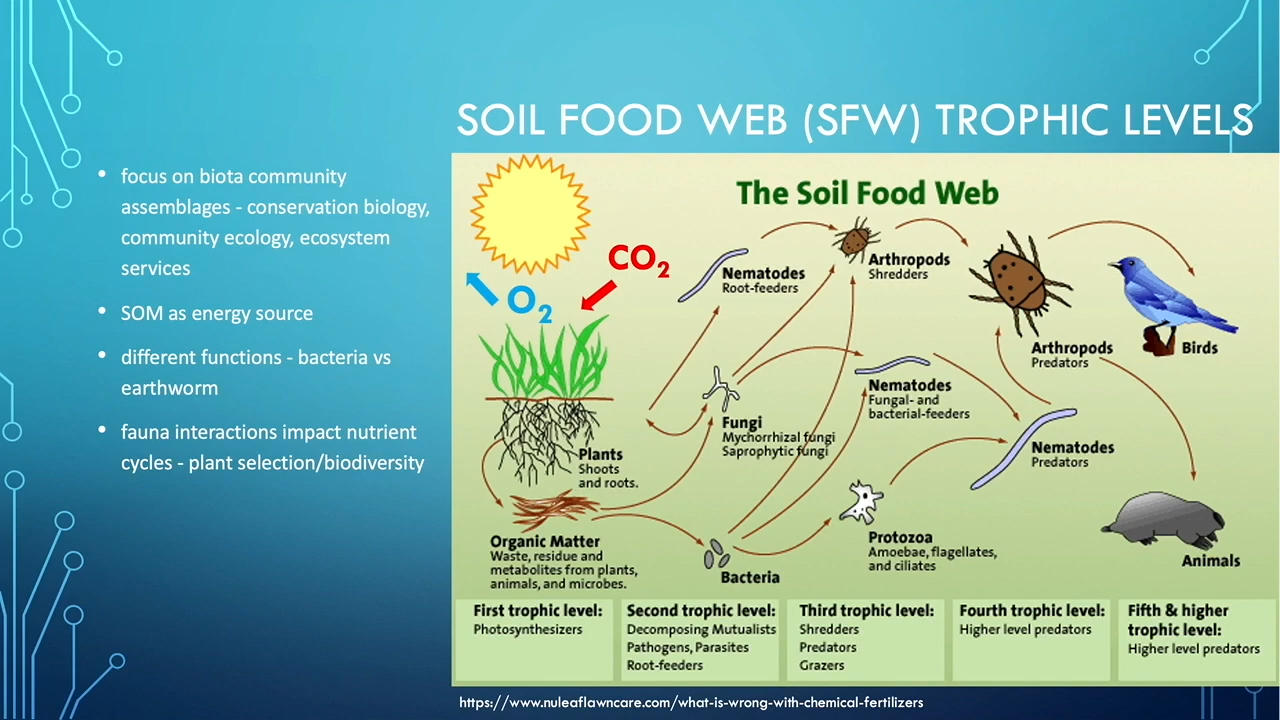 SOIL FOOD WEB (SFW) TROPHIC LEVELS
• focus on biota community
assemblages - conservation biology,
community ecology, ecosystem
services
• SOM as energy source
• different functions - bacteria vs
earthworm
• fauna interactions impact nutrient
cycles - plant selection/biodiversity
The Soil Food Web
CO2
O2
Nematodes
Root-feeders
Arthropods
Shredders
Arthropods
Predators
Birds
Nematodes
Fungal- and
bacterial-feeders
Fungi
Mychorrhizal fungi
Saprophytic fungi
Nematodes
Predators
Plants
Shoots
and roots.
Organic Matter
Waste, residue and
metabolites from plants,
animals, and microbes.
Bacteria
Protozoa
Amoebae, flagellates,
and ciliates
Animals
First trophic level:
Photosynthesizers
Second trophic level:
Decomposing Mutualists
Pathogens, Parasites
Root-feeders
Third trophic level:
Shredders
Predators
Grazers
Fourth trophic level:
Higher level predators
Fifth & higher
trophic level:
Higher level predators
https://www.nuleaflawncare.com/what-is-wrong-with-chemical-fertilizers